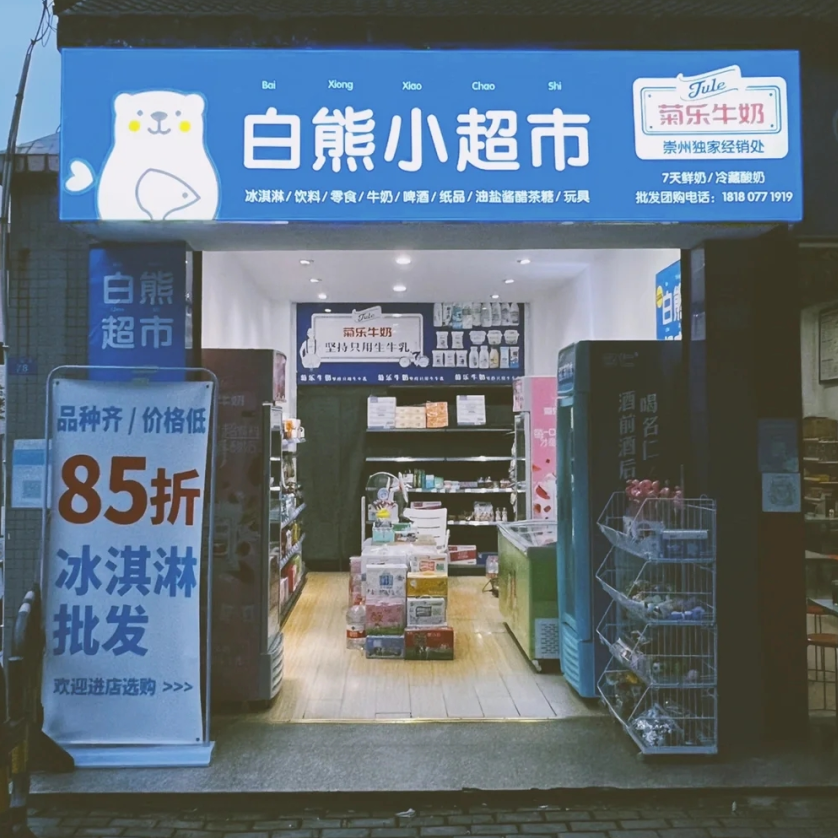 Bai Xiong Xiao Chao Shi
白熊小超市
冰淇淋/饮料/零食/牛奶/啤酒/纸品/油盐酱醋茶糖/玩具
Jule
菊乐牛奶
崇州独家经销处
7天鲜奶/冷藏酸奶
批发团购电话：1818 077 1919
白熊
超市
品种齐/价格低
85折
冰淇淋
批发
欢迎进店选购 >>>
Jule
菊乐牛奶
坚持只用生牛乳
白熊
喝名仁
酒前酒后